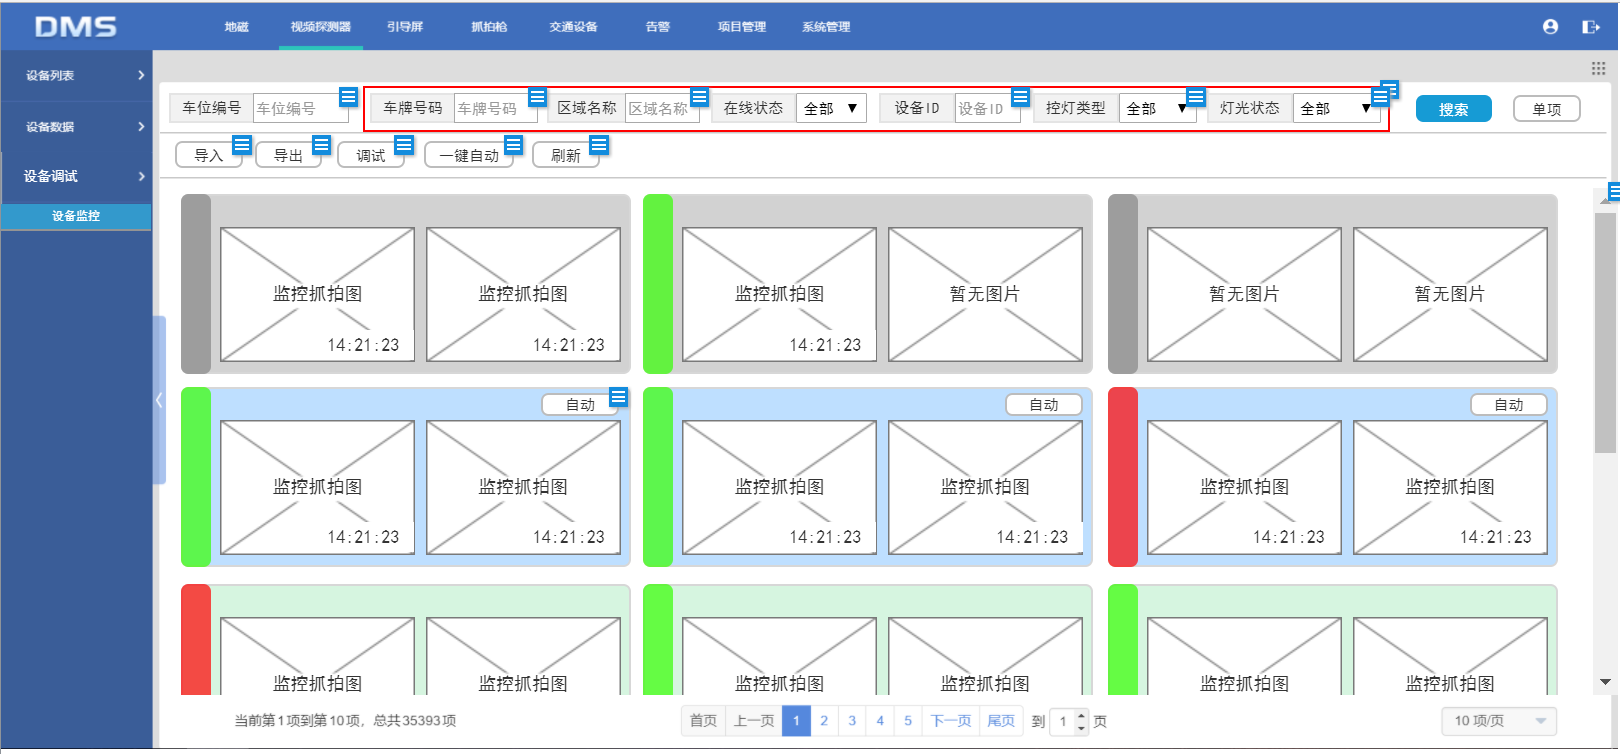 DMS 地磁 视频探测器 引导屏 抓拍枪 交通设备 告警 项目管理 系统管理
设备列表
设备数据
设备调试
设备监控
车位编号 车位编号 车牌号码 车牌号码 区域名称 区域名称 在线状态 全部 ▼ 设备ID 设备ID 控灯类型 全部 ▼ 灯光状态 全部 ▼ 搜索 单项
导入 导出 调试 一键自动 刷新
监控抓拍图 监控抓拍图 监控抓拍图 暂无图片 暂无图片 暂无图片
14:21:23 14:21:23 14:21:23
自动 自动 自动
监控抓拍图 监控抓拍图 监控抓拍图 监控抓拍图 监控抓拍图 监控抓拍图
14:21:23 14:21:23 14:21:23 14:21:23 14:21:23 14:21:23
监控抓拍图 监控抓拍图 监控抓拍图 监控抓拍图 监控抓拍图 监控抓拍图
当前第1项到第10项，总共35393项 首页 上一页 1 2 3 4 5 下一页 尾页 到 1 页 10 项/页